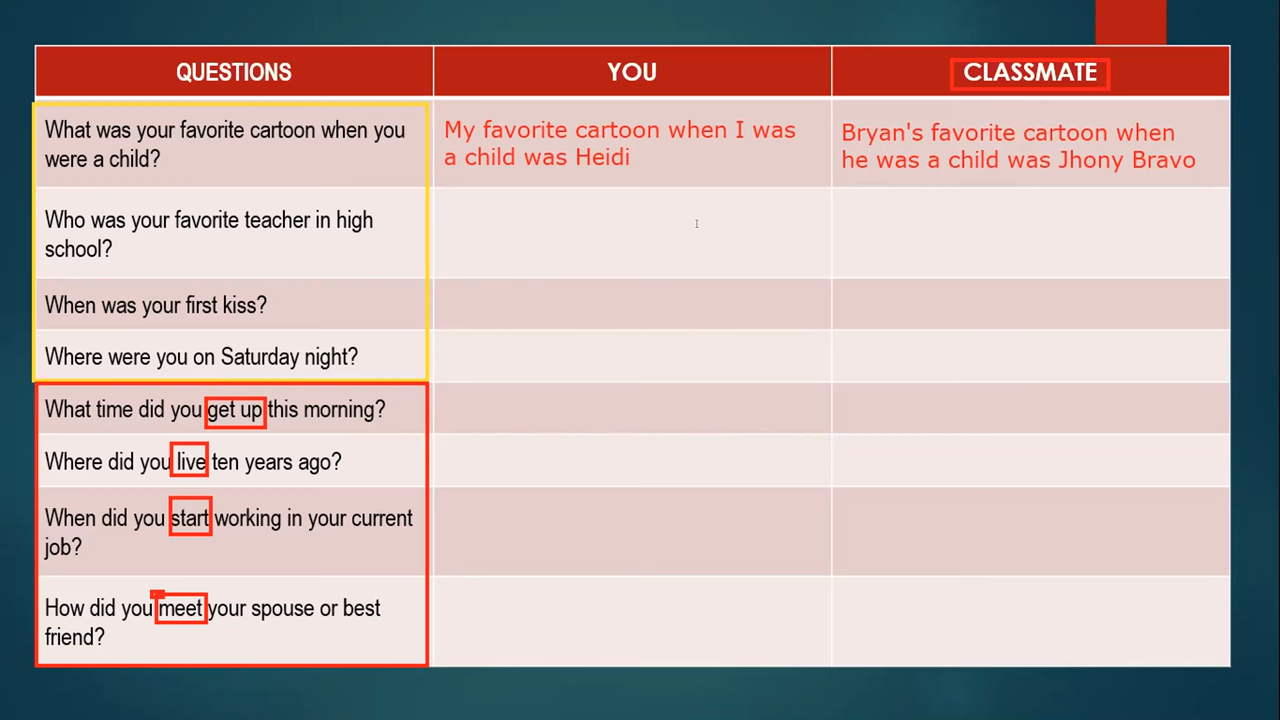 QUESTIONS
YOU
CLASSMATE
What was your favorite cartoon when you
were a child?
My favorite cartoon when I was
a child was Heidi
Bryan's favorite cartoon when
he was a child was Jhony Bravo
Who was your favorite teacher in high
school?
When was your first kiss?
Where were you on Saturday night?
What time did you get up this morning?
Where did you live ten years ago?
When did you start working in your current
job?
How did you meet your spouse or best
friend?